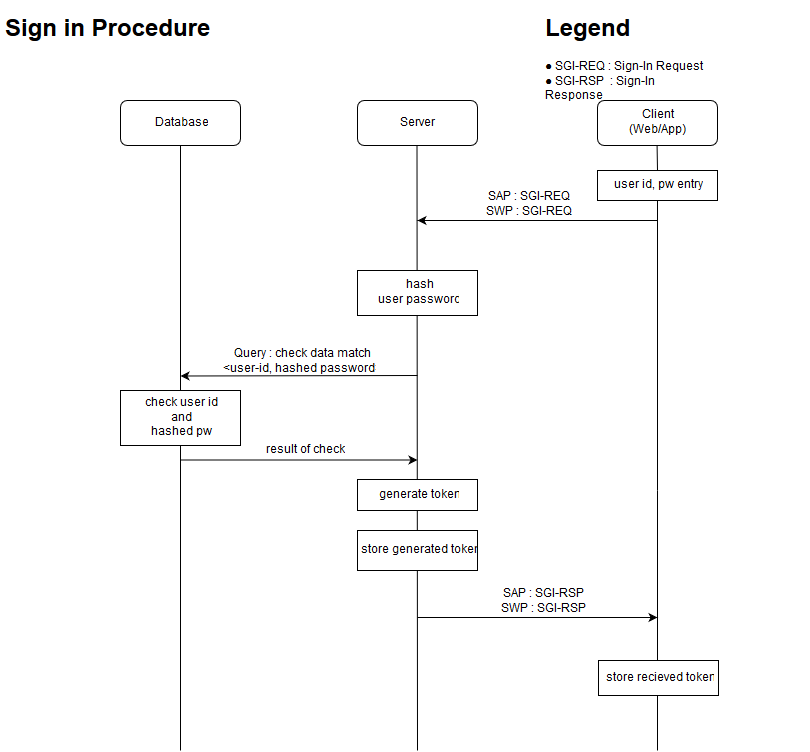 Sign in Procedure
Legend
● SGI-REQ : Sign-In Request
● SGI-RSP : Sign-In
Response
Database
Server
Client
(Web/App)
user id, pw entry
SAP : SGI-REQ
SWP : SGI-REQ
hash
user password
Query : check data match
<user-id, hashed password
check user id
and
hashed pw
result of check
generate token
store generated token
SAP : SGI-RSP
SWP : SGI-RSP
store recieved token